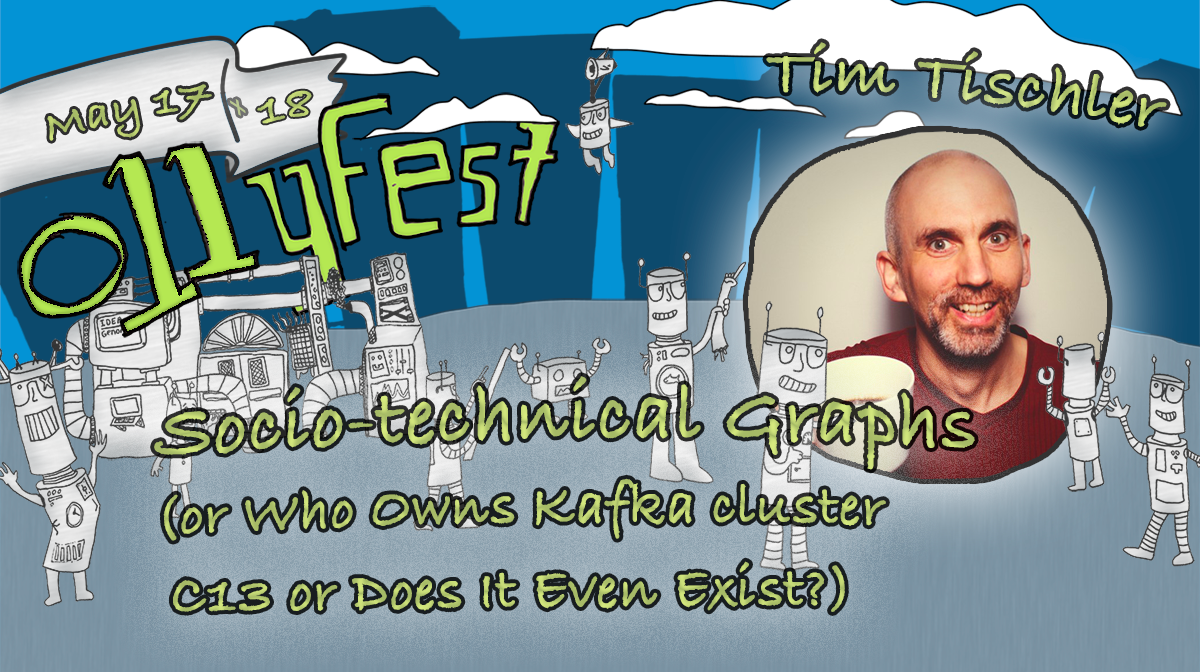 May 17 & 18
o11yfest
Tim Tischler
IDEA
Socio-technical Graphs
(or Who Owns Kafka cluster
C13 or Does It Even Exist?)